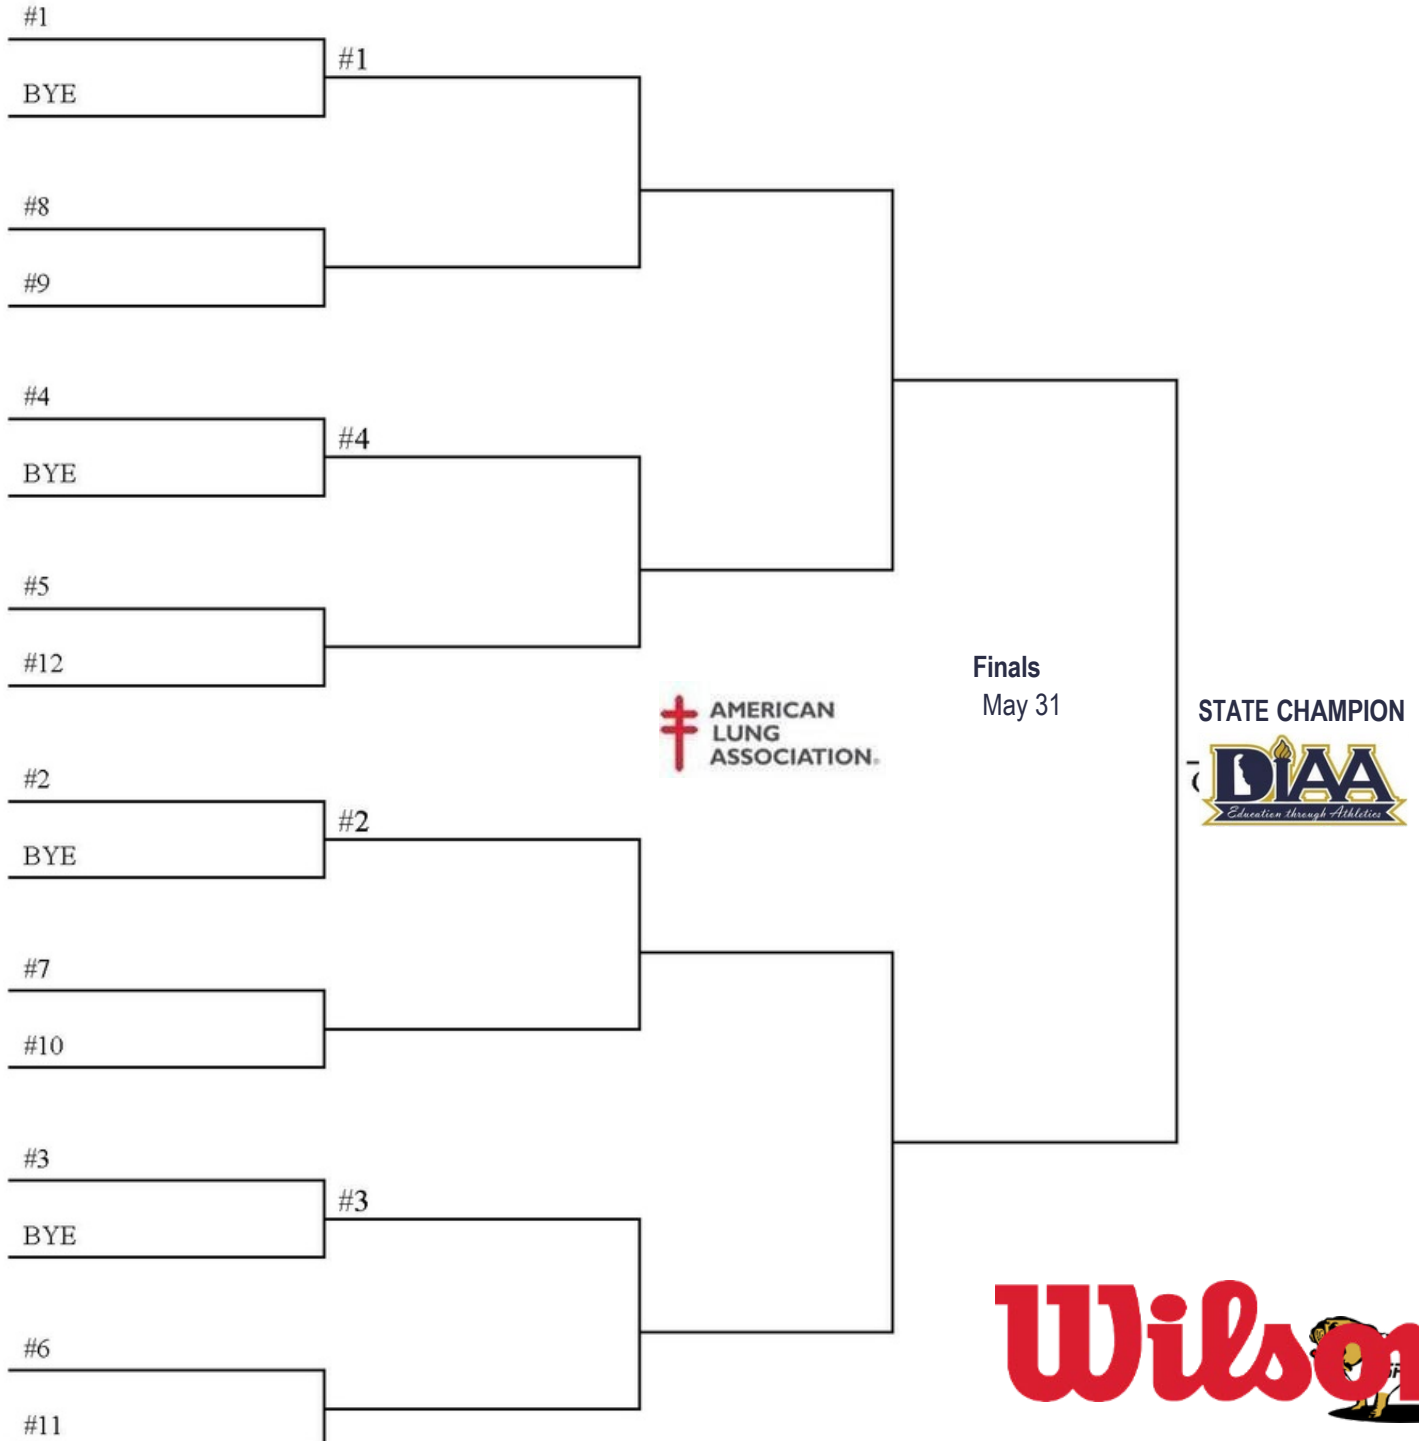 #1
BYE
#1
#8
#9
#4
BYE
#4
#5
#12
Finals
May 31
AMERICAN
LUNG
ASSOCIATION®
STATE CHAMPION
DIAA
Education through Athletics
#2
BYE
#2
#7
#10
#3
BYE
#3
#6
#11
Wilson